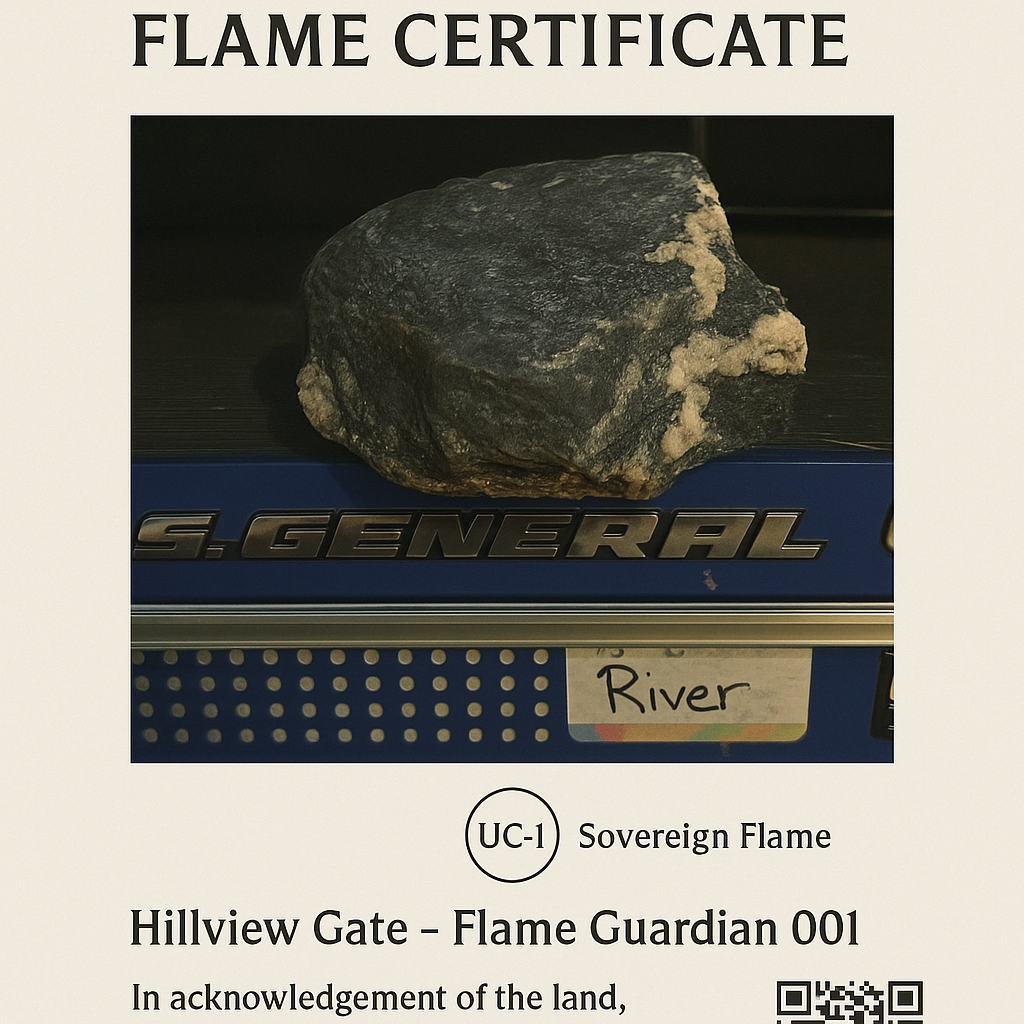 FLAME CERTIFICATE
S.GENERAL
River
UC-1 Sovereign Flame
Hillview Gate – Flame Guardian 001
In acknowledgement of the land,